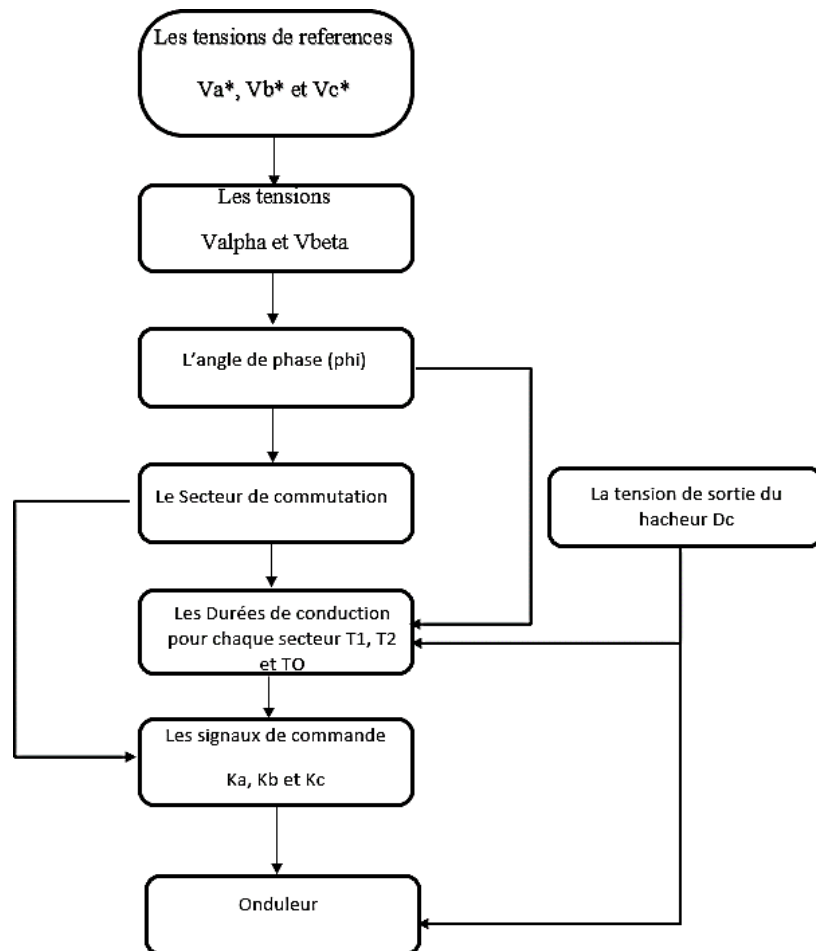 Les tensions de references
Va*, Vb* et Vc*
Les tensions
Valpha et Vbeta
L’angle de phase (phi)
Le Secteur de commutation
La tension de sortie du
hacheur Dc
Les Durées de conduction
pour chaque secteur T1, T2
et TO
Les signaux de commande
Ka, Kb et Kc
Onduleur